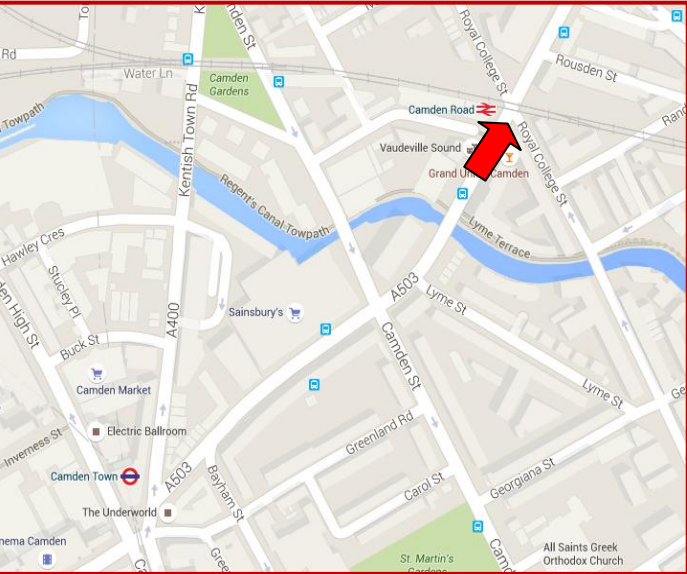 Camden St
Royal College St
Rd
Water Ln
Camden
Gardens
Rousden St
Camden Road
Towpath
Kentish Town Rd
Vaudeville Sound
Royal College St
Grand Un Camden
Regent's Canal Towpath
Lyme Terrace
Hawley Cres
Stucley Pl
A503
Lyme St
Sainsbury's
A400
Buck St
Camden St
Camden Market
Lyme St
Electric Ballroom
Greenland Rd
Inverness St
Camden Town
A503
Bayham St
Carol St
Georgiana St
The Underworld
All Saints Greek
Orthodox Church
St. Martin's
Gardens